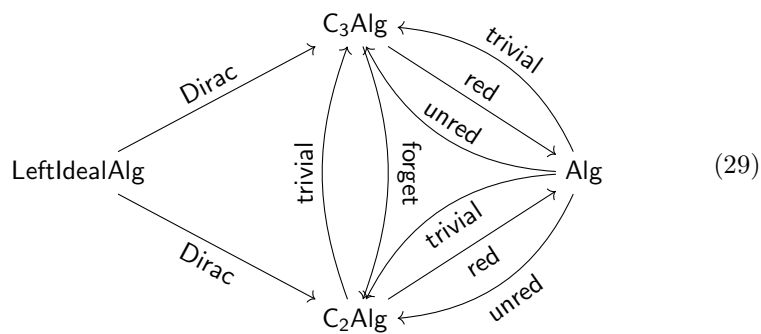 C₃Alg
trivial
Dirac
red
unred
LeftIdealAlg
trivial
forget
Alg
(29)
trivial
Dirac
red
unred
C₂Alg